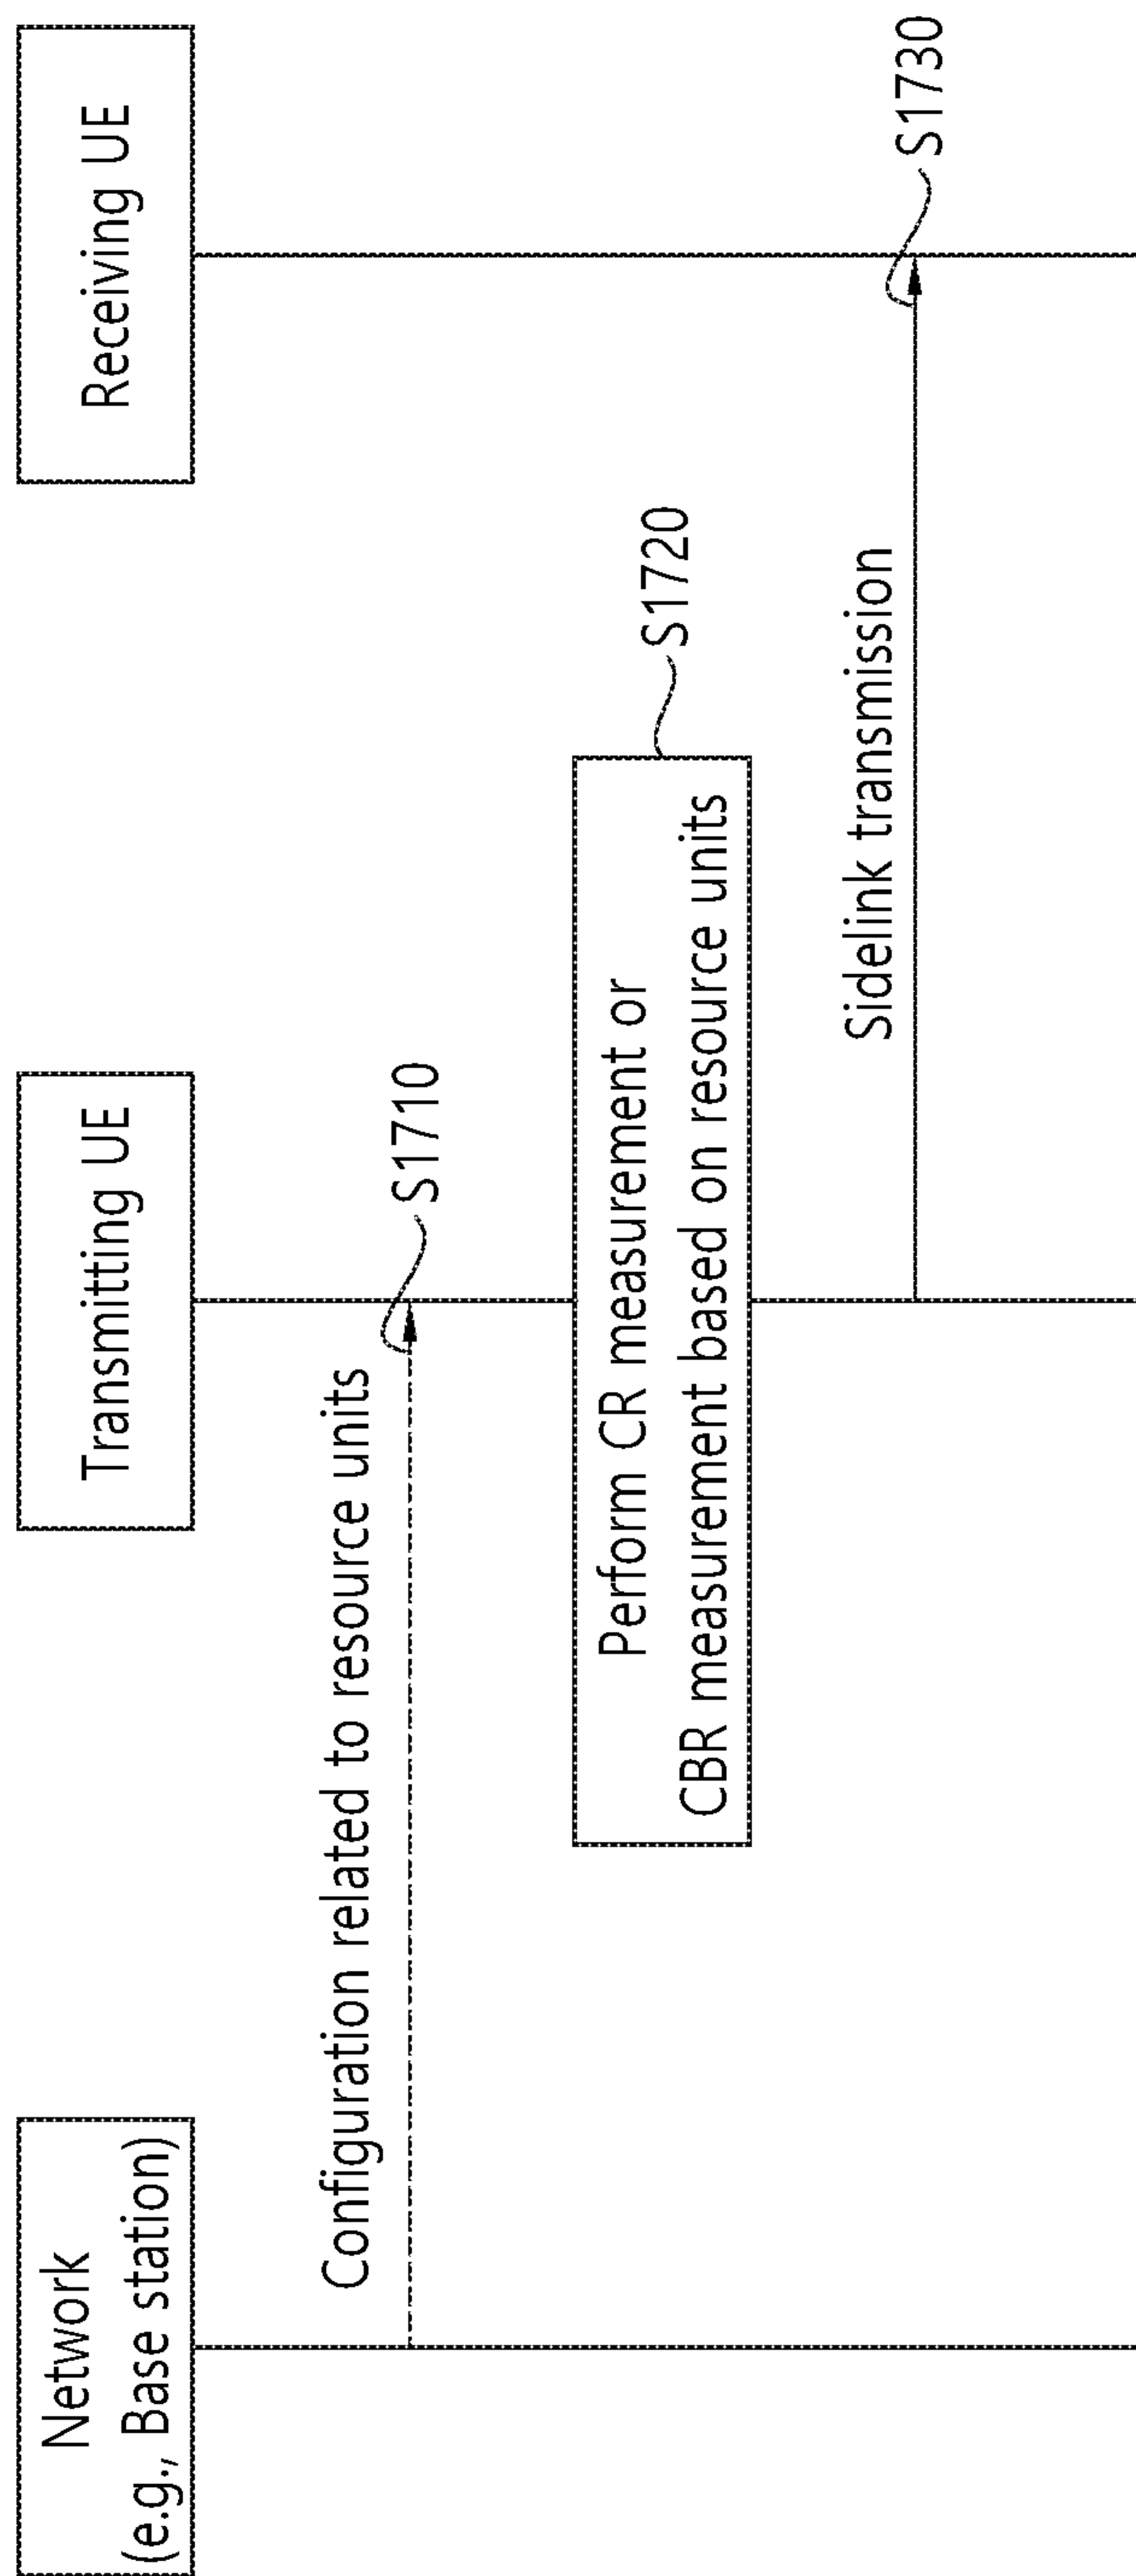 Network
(e.g., Base station)
Transmitting UE
Receiving UE
Configuration related to resource units
S1710
Perform CR measurement or
CBR measurement based on resource units
S1720
Sidelink transmission
S1730